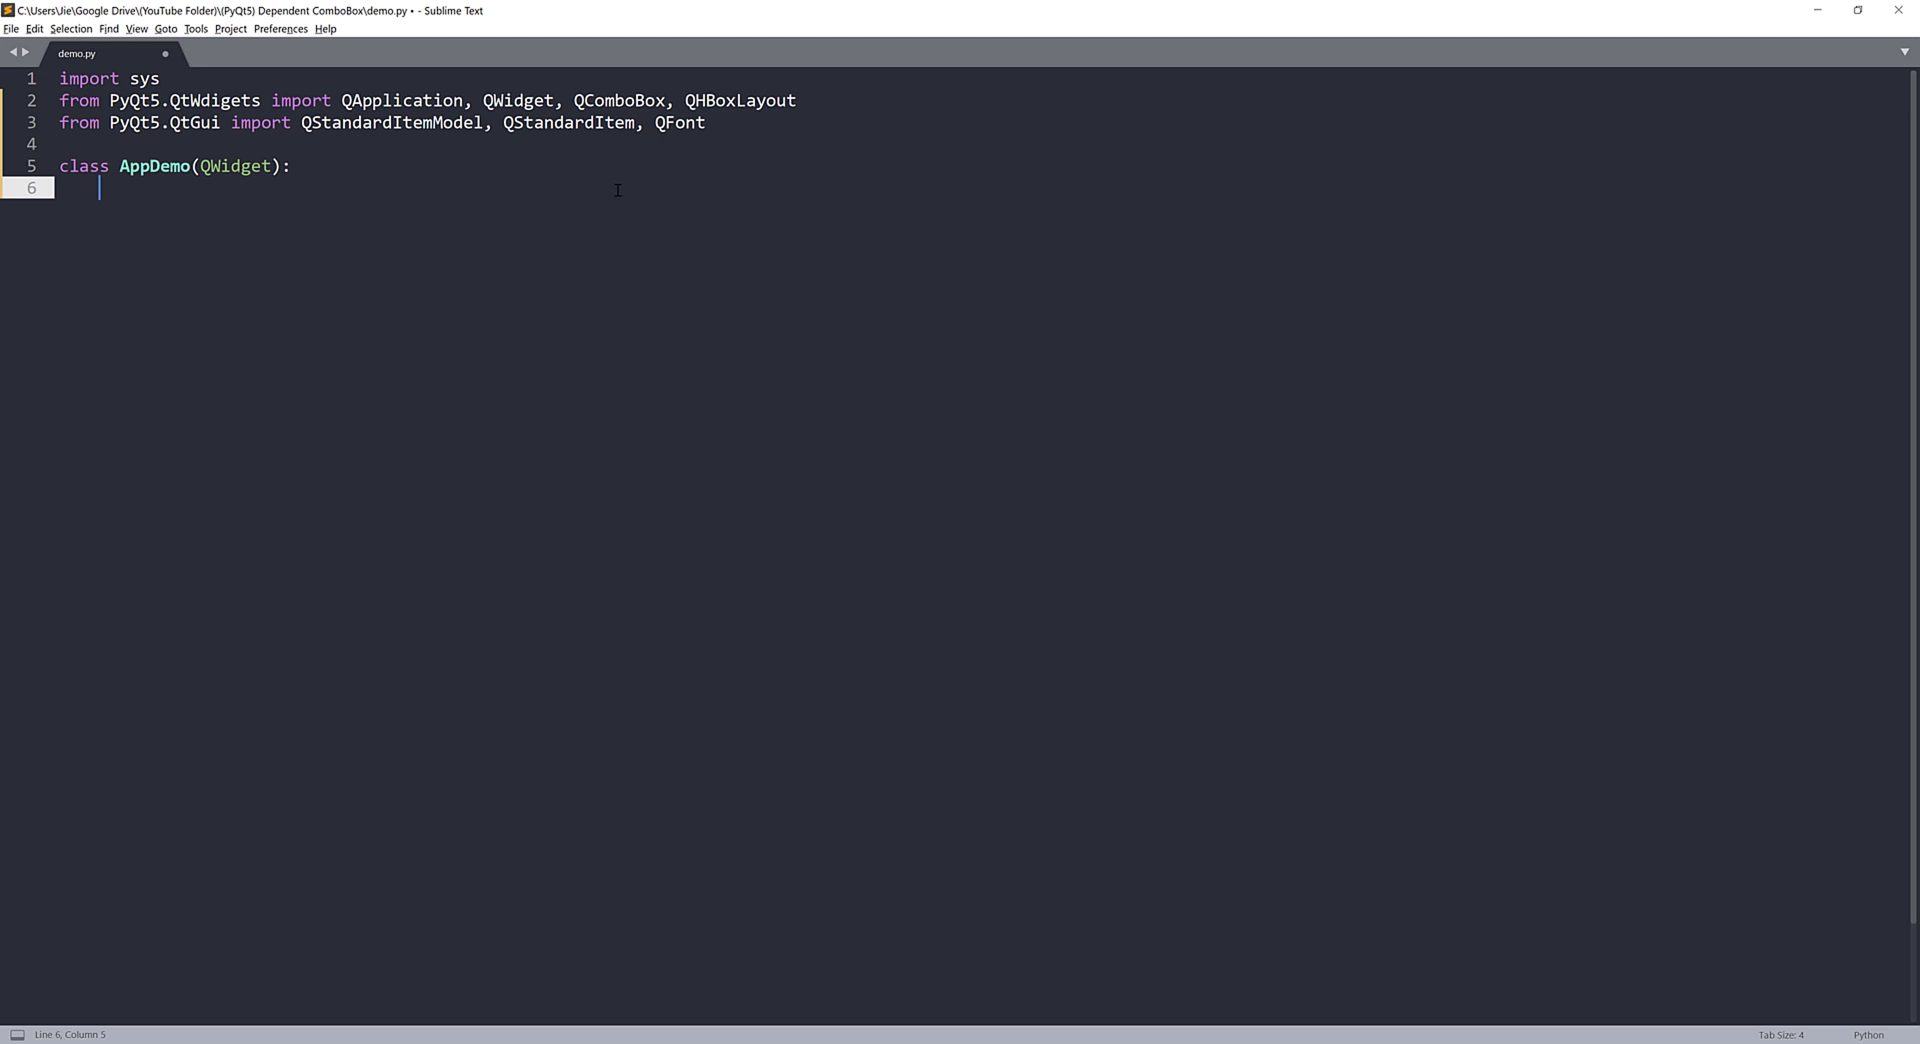 C:\Users\Jie\Google Drive\(YouTube Folder)\(PyQt5) Dependent ComboBox\demo.py • - Sublime Text
File Edit Selection Find View Goto Tools Project Preferences Help
demo.py
1 import sys
2 from PyQt5.QtWdigets import QApplication, QWidget, QComboBox, QHBoxLayout
3 from PyQt5.QtGui import QStandardItemModel, QStandardItem, QFont
4
5 class AppDemo(QWidget):
6
Line 6, Column 5 Tab Size: 4 Python